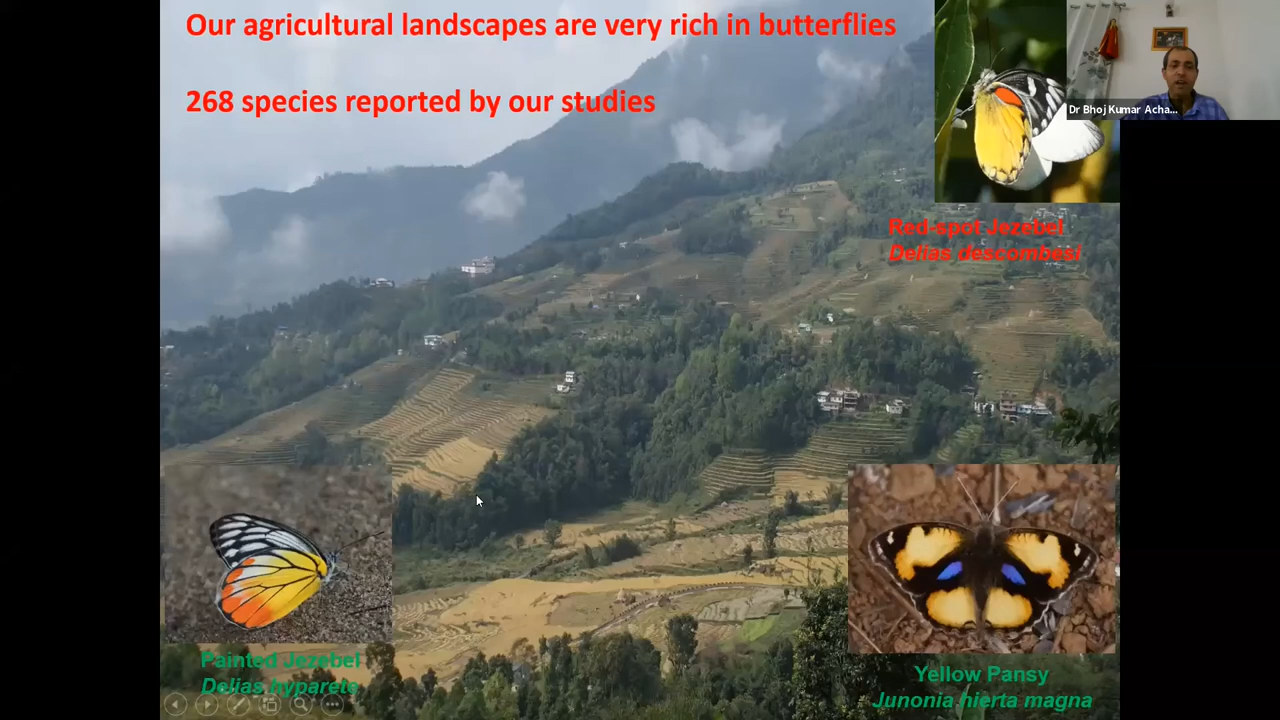 Our agricultural landscapes are very rich in butterflies
268 species reported by our studies
Dr Bhoj Kumar Acha...
Red-spot Jezebel
Delias descombesi
Painted Jezebel
Delias hyparete
Yellow Pansy
Junonia hierta magna